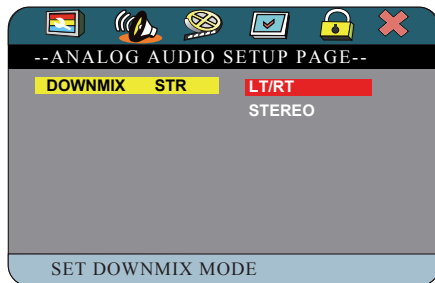 --ANALOG AUDIO SETUP PAGE--
DOWNMIX STR LT/RT
STEREO
SET DOWNMIX MODE